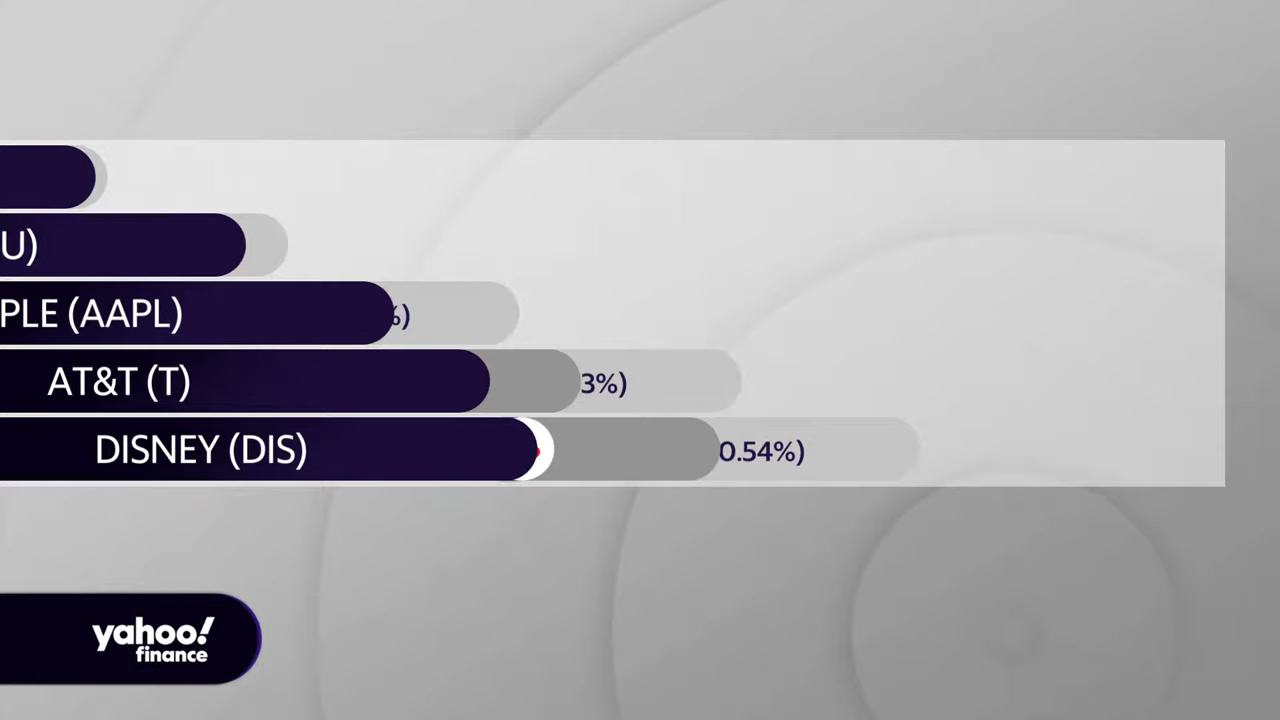 U)
PLE (AAPL) %)
AT&T (T) 3%)
DISNEY (DIS) 0.54%)
yahoo!
finance